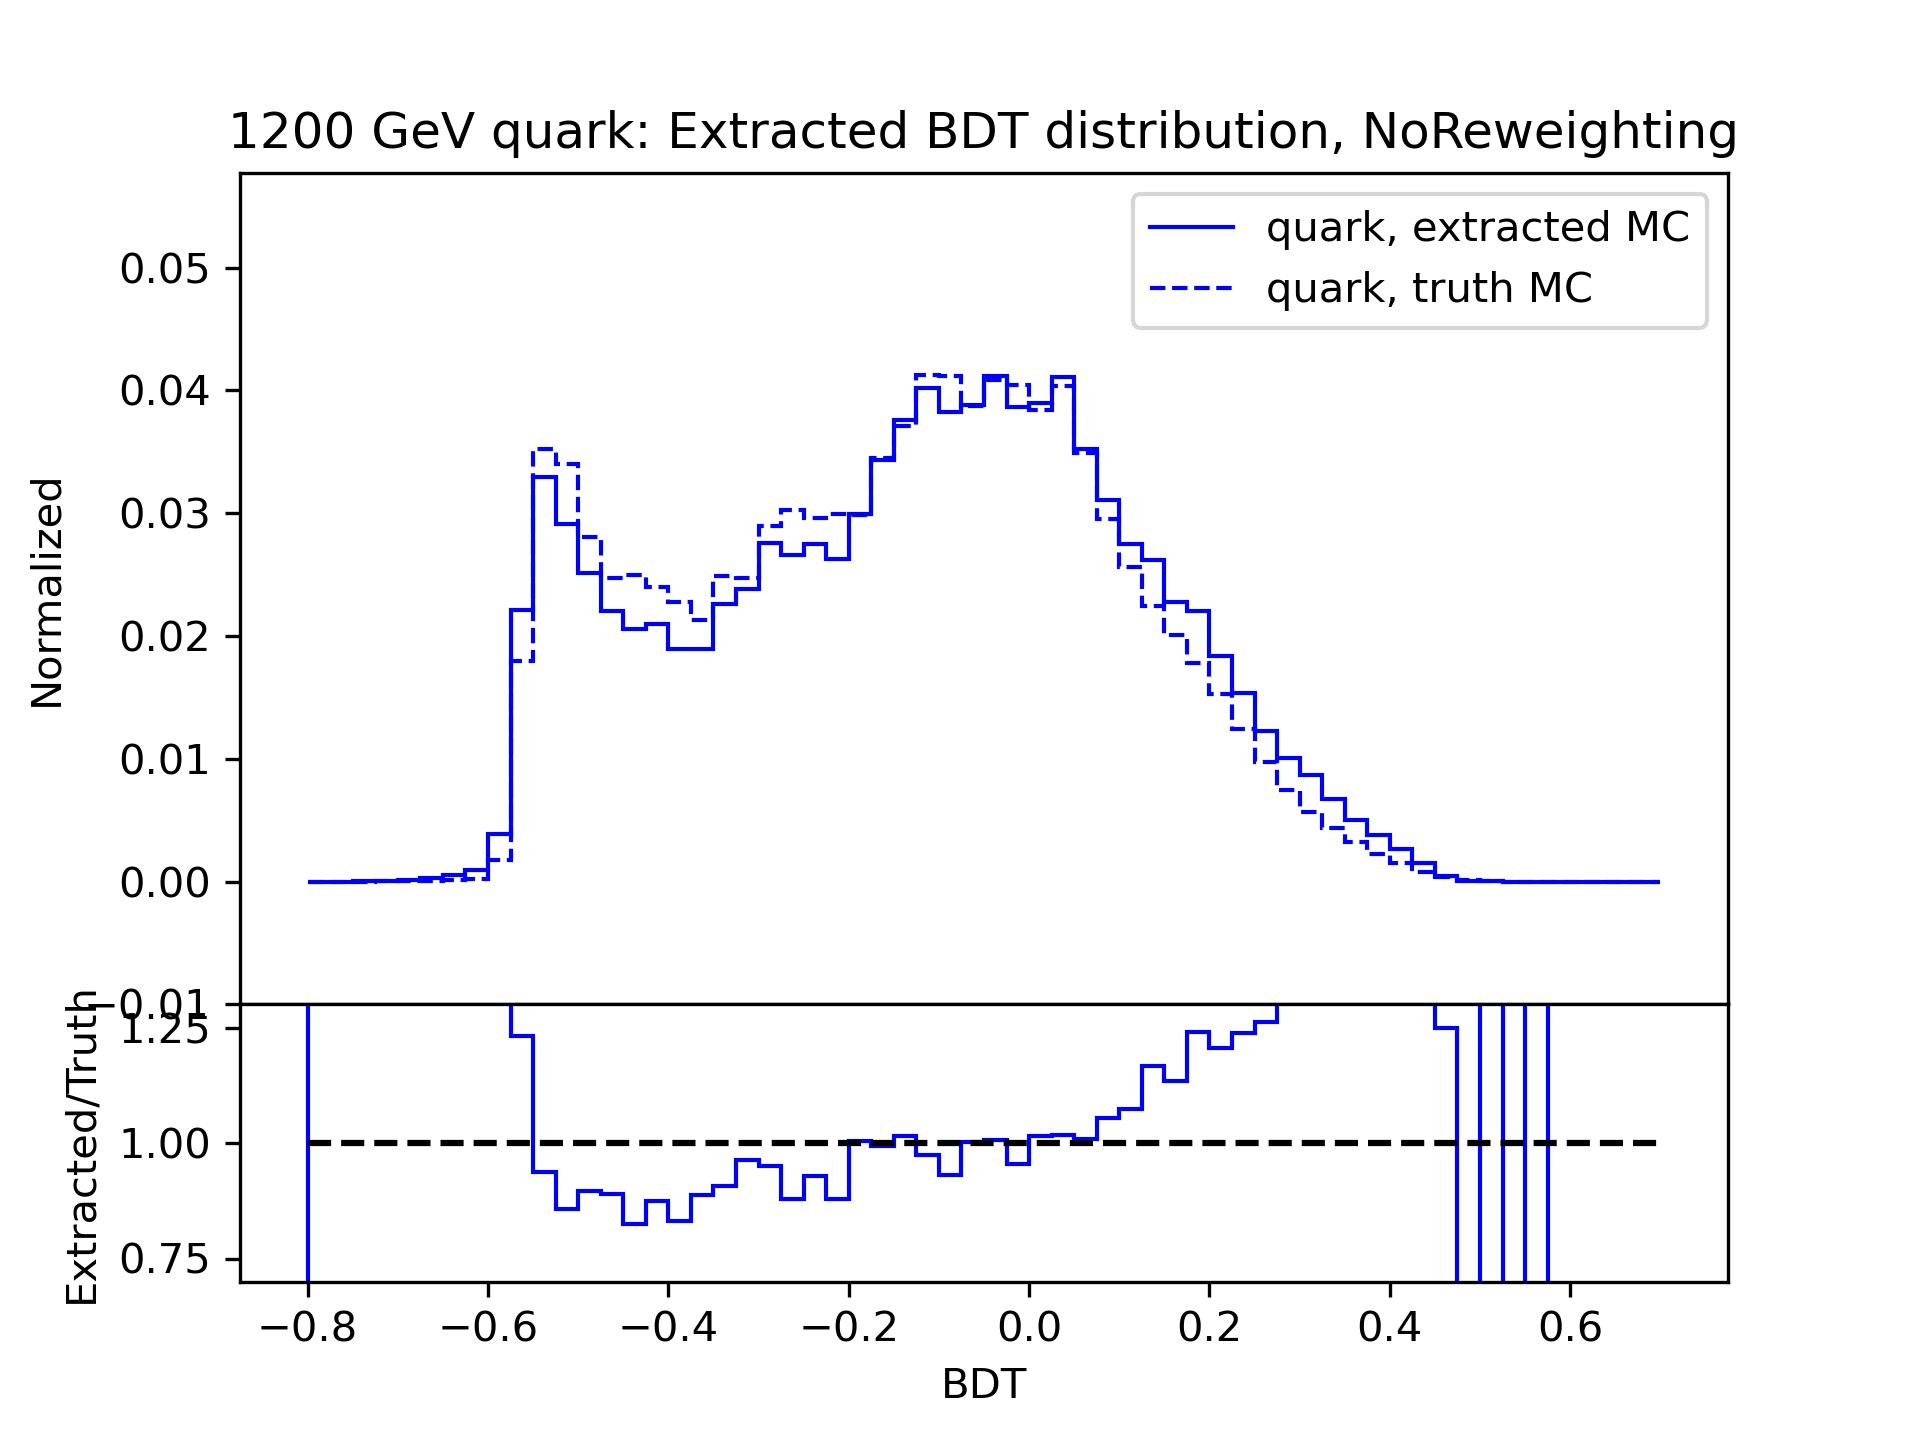 1200 GeV quark: Extracted BDT distribution, NoReweighting
quark, extracted MC
quark, truth MC
Normalized
0.05
0.04
0.03
0.02
0.01
0.00
−0.01
Extracted/Truth
1.25
1.00
0.75
−0.8 −0.6 −0.4 −0.2 0.0 0.2 0.4 0.6
BDT